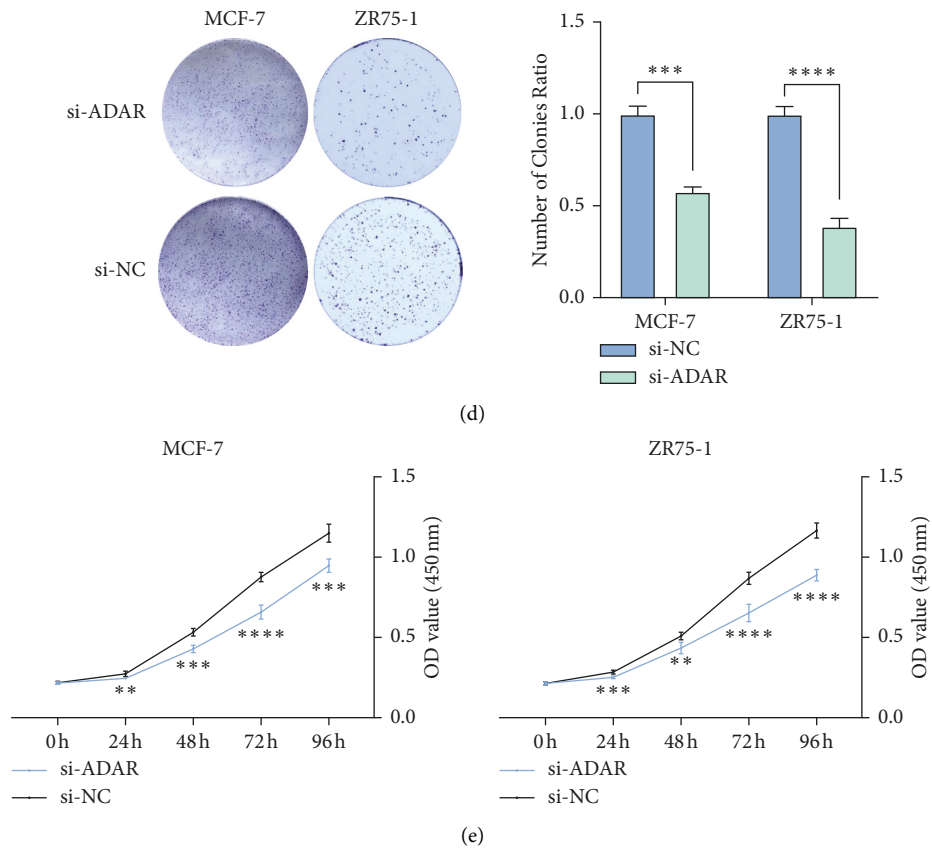 MCF-7 ZR75-1
si-ADAR
si-NC
Number of Clonies Ratio
1.5
1.0
0.5
0.0
*** ****
MCF-7 ZR75-1
si-NC
si-ADAR
(d)
MCF-7
1.5
1.0
0.5
0.0
OD value (450 nm)
** *** **** ***
0 h 24 h 48 h 72 h 96 h
si-ADAR
si-NC
ZR75-1
1.5
1.0
0.5
0.0
OD value (450 nm)
*** ** **** ****
0 h 24 h 48 h 72 h 96 h
si-ADAR
si-NC
(e)